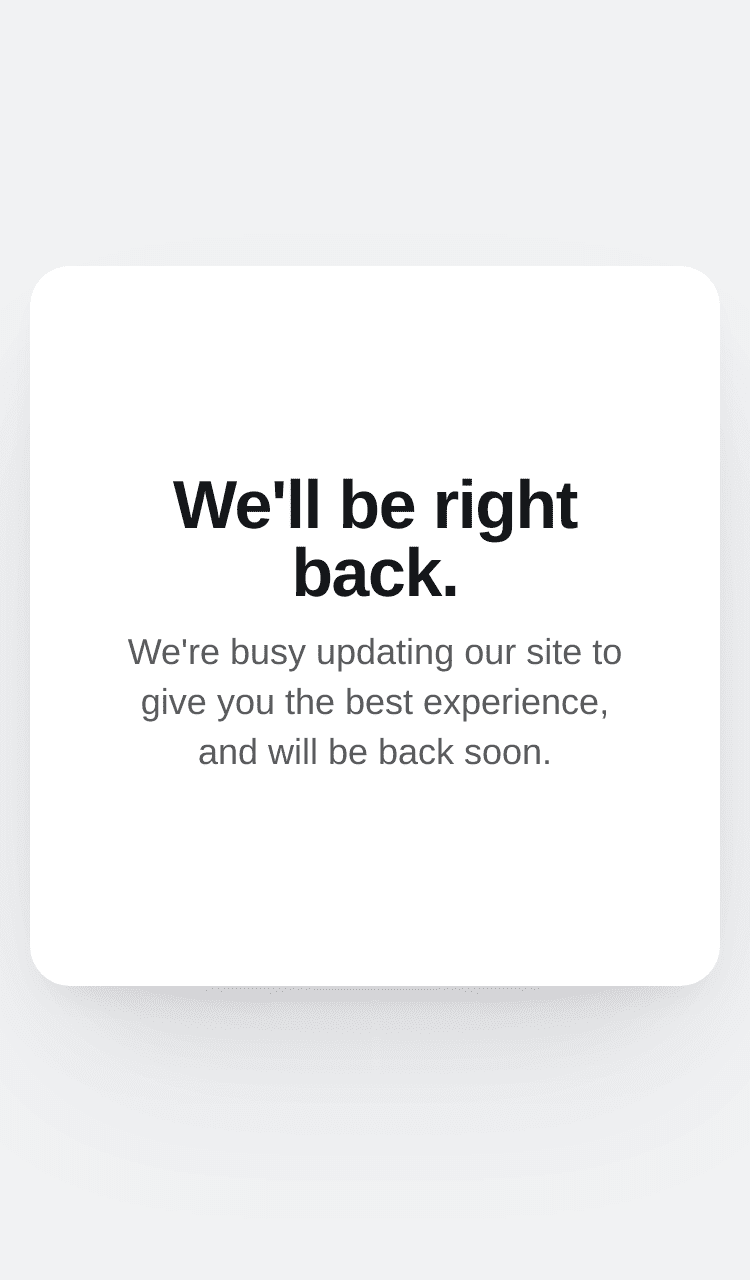 We'll be right
back.
We're busy updating our site to
give you the best experience,
and will be back soon.